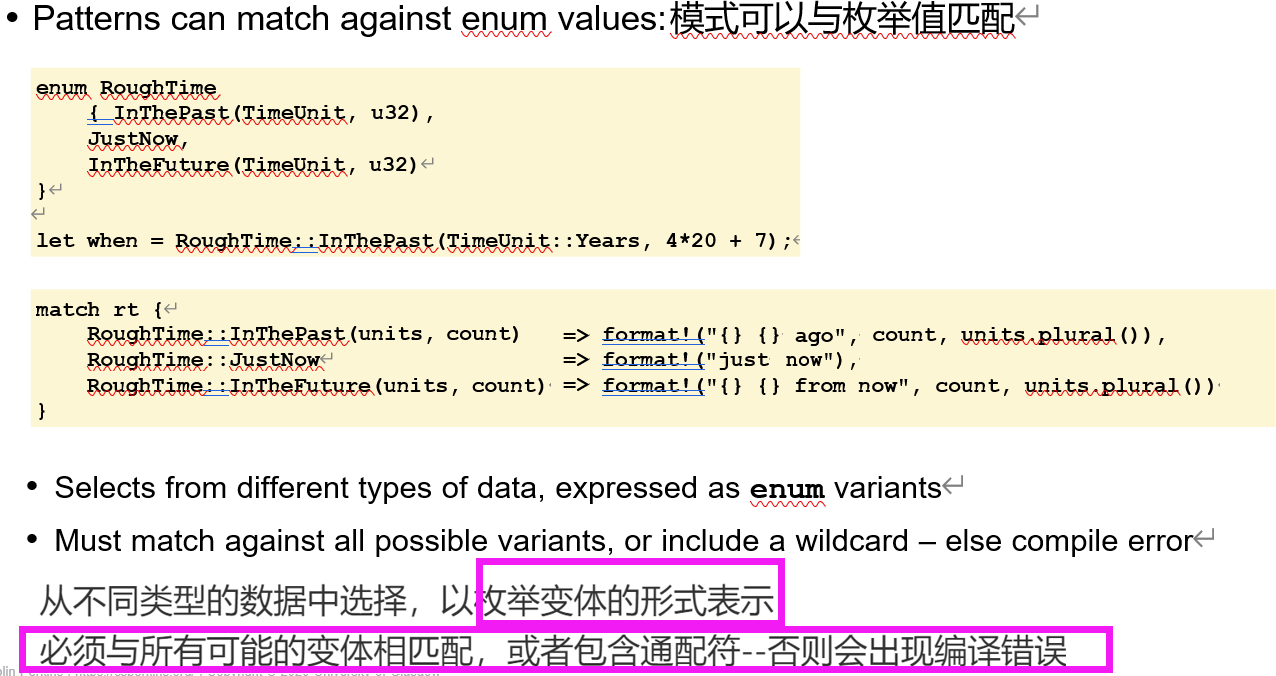 • Patterns can match against enum values:模式可以与枚举值匹配↵
enum RoughTime
{ InThePast(TimeUnit, u32),
JustNow,
InTheFuture(TimeUnit, u32)↵
}↵
↵
let when = RoughTime::InThePast(TimeUnit::Years, 4*20 + 7);↵
match rt {↵
RoughTime::InThePast(units, count) => format!("{} {} ago", count, units.plural()),
RoughTime::JustNow↵ => format!("just now"),
RoughTime::InTheFuture(units, count) => format!("{} {} from now", count, units.plural())
}
• Selects from different types of data, expressed as enum variants↵
• Must match against all possible variants, or include a wildcard – else compile error↵
从不同类型的数据中选择，以枚举变体的形式表示
必须与所有可能的变体相匹配，或者包含通配符--否则会出现编译错误